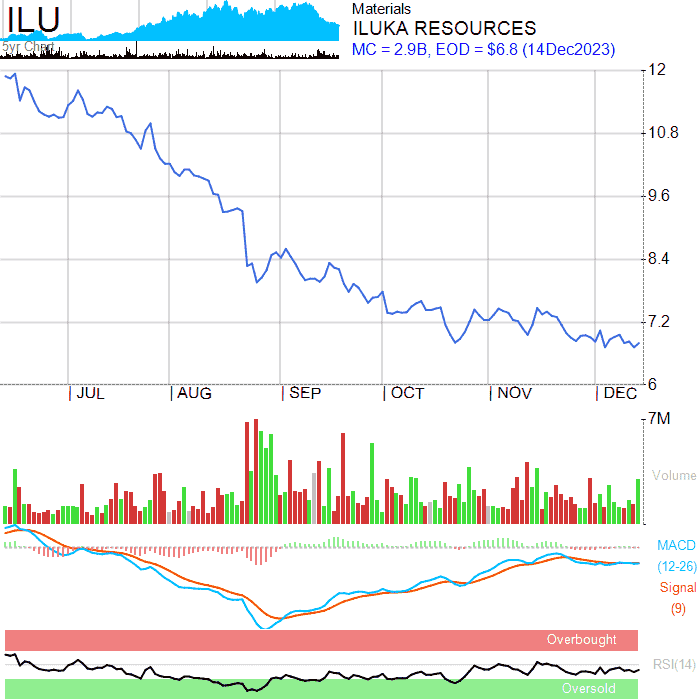 ILU
5yr Chart
Materials
ILUKA RESOURCES
MC = 2.9B, EOD = $6.8 (14Dec2023)
12
10.8
9.6
8.4
7.2
6
JUL AUG SEP OCT NOV DEC
7M
Volume
MACD
(12-26)
Signal
(9)
Overbought
RSI(14)
Oversold